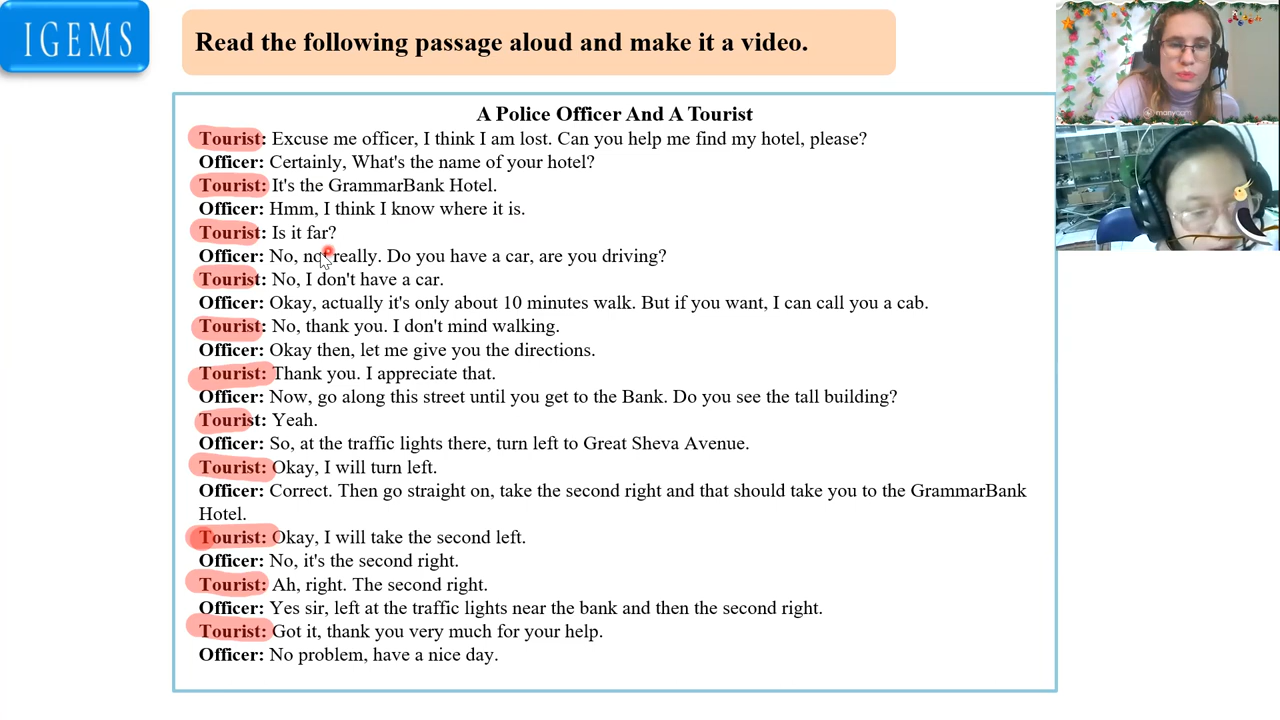 IGEMS
Read the following passage aloud and make it a video.
A Police Officer And A Tourist
Tourist: Excuse me officer, I think I am lost. Can you help me find my hotel, please?
Officer: Certainly, What's the name of your hotel?
Tourist: It's the GrammarBank Hotel.
Officer: Hmm, I think I know where it is.
Tourist: Is it far?
Officer: No, not really. Do you have a car, are you driving?
Tourist: No, I don't have a car.
Officer: Okay, actually it's only about 10 minutes walk. But if you want, I can call you a cab.
Tourist: No, thank you. I don't mind walking.
Officer: Okay then, let me give you the directions.
Tourist: Thank you. I appreciate that.
Officer: Now, go along this street until you get to the Bank. Do you see the tall building?
Tourist: Yeah.
Officer: So, at the traffic lights there, turn left to Great Sheva Avenue.
Tourist: Okay, I will turn left.
Officer: Correct. Then go straight on, take the second right and that should take you to the GrammarBank
Hotel.
Tourist: Okay, I will take the second left.
Officer: No, it's the second right.
Tourist: Ah, right. The second right.
Officer: Yes sir, left at the traffic lights near the bank and then the second right.
Tourist: Got it, thank you very much for your help.
Officer: No problem, have a nice day.
manycam